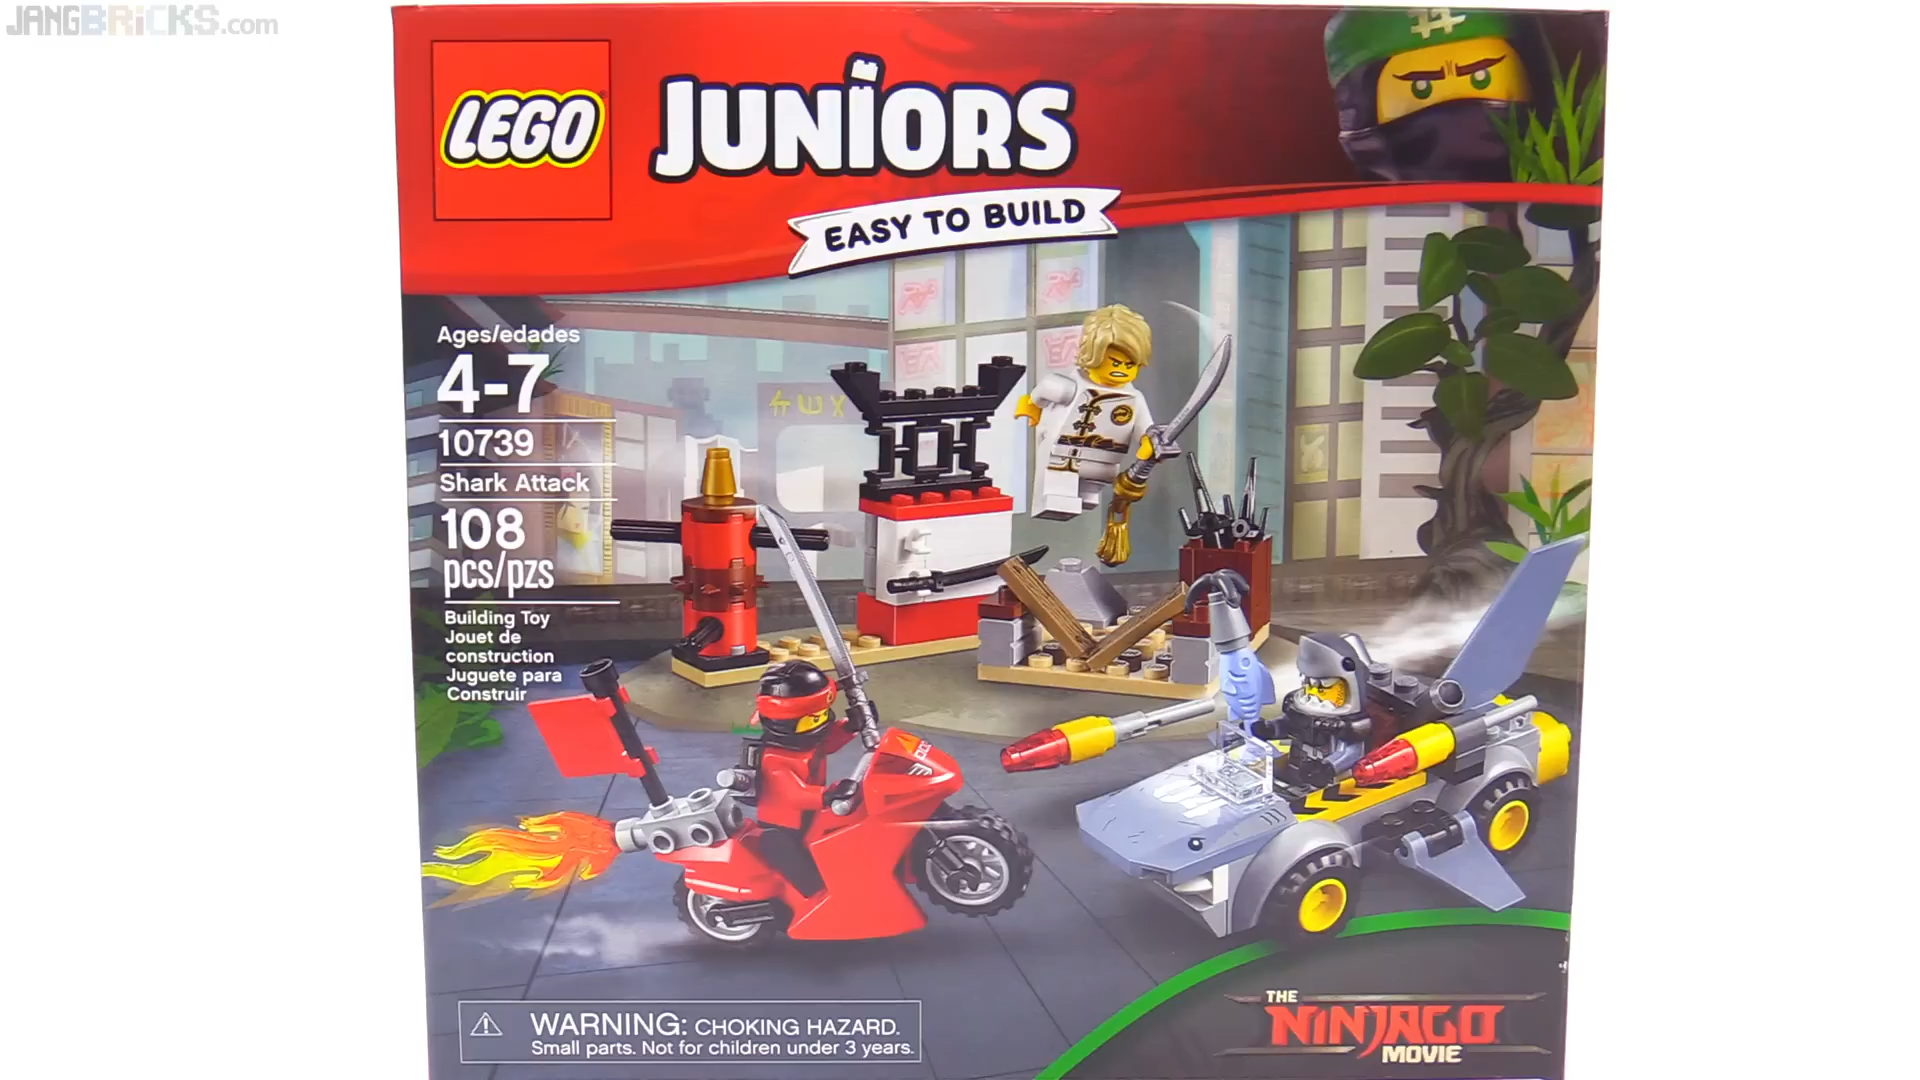 JANGBRiCKS.com
LEGO
JUNIORS
EASY TO BUILD
Ages/edades
4-7
10739
Shark Attack
108
pcs/pzs
Building Toy
Jouet de
construction
Juguete para
Construir
WARNING: CHOKING HAZARD.
Small parts. Not for children under 3 years.
THE
NINJAGO
MOVIE